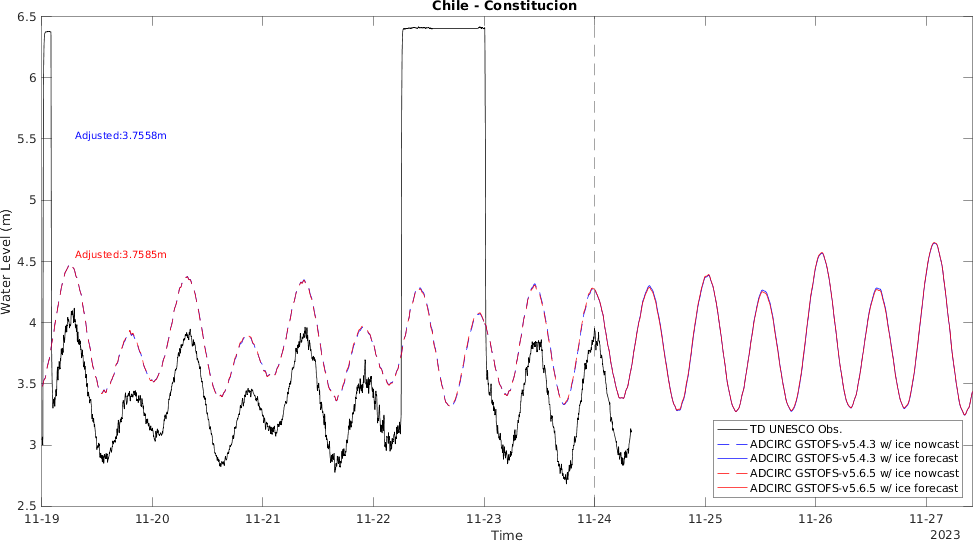 Chile - Constitucion
6.5
6
5.5
5
4.5
4
3.5
3
2.5
Water Level (m)
Adjusted:3.7558m
Adjusted:3.7585m
TD UNESCO Obs.
ADCIRC GSTOFS-v5.4.3 w/ ice nowcast
ADCIRC GSTOFS-v5.4.3 w/ ice forecast
ADCIRC GSTOFS-v5.6.5 w/ ice nowcast
ADCIRC GSTOFS-v5.6.5 w/ ice forecast
11-19 11-20 11-21 11-22 11-23 11-24 11-25 11-26 11-27
Time
2023